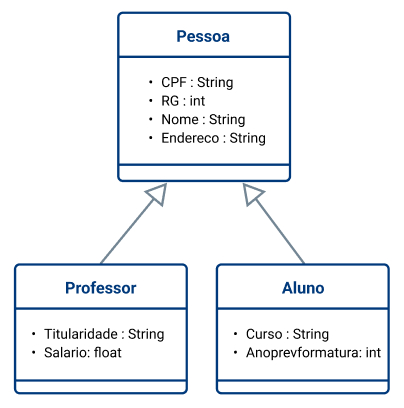 Pessoa
• CPF : String
• RG : int
• Nome : String
• Endereco : String
Professor
• Titularidade : String
• Salario: float
Aluno
• Curso : String
• Anoprevformatura: int